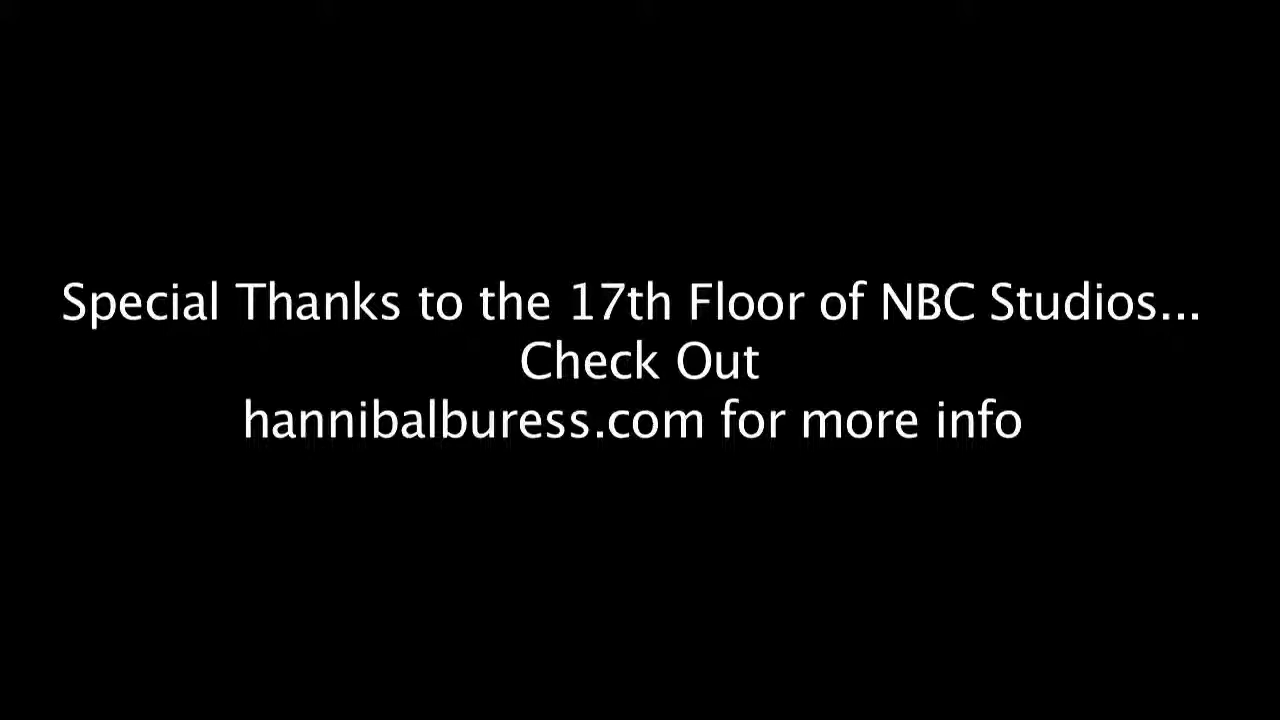 Special Thanks to the 17th Floor of NBC Studios...
Check Out
hannibalburess.com for more info